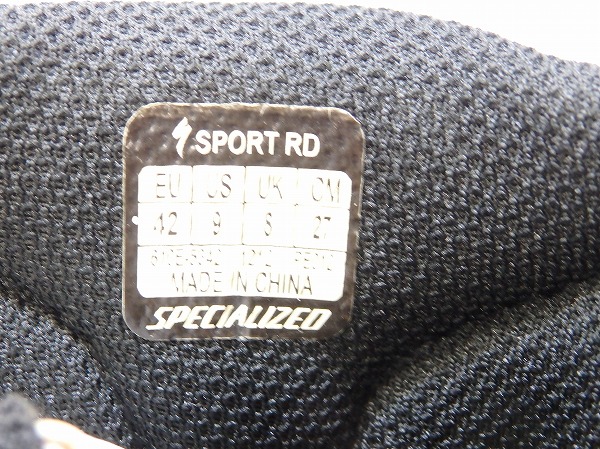 SPORT RD
EU US UK CM
42 9 8 27
MADE IN CHINA
SPECIALIZED